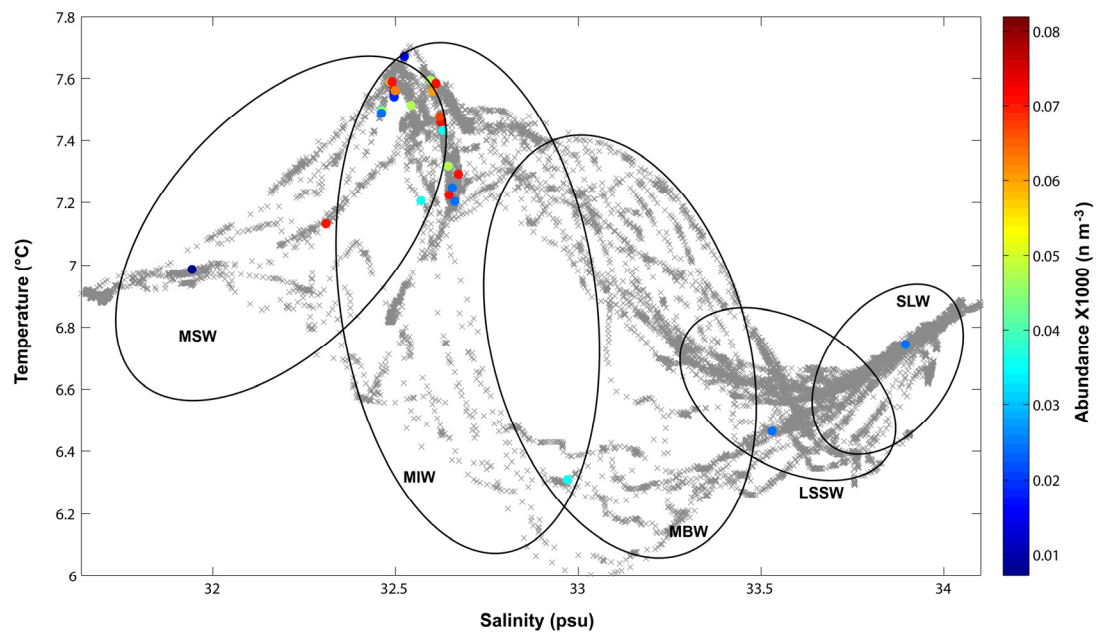 7.8
7.6
7.4
7.2
7
6.8
6.6
6.4
6.2
6
Temperature (°C)
32
32.5
33
33.5
34
Salinity (psu)
MSW
MIW
MBW
LSSW
SLW
0.08
0.07
0.06
0.05
0.04
0.03
0.02
0.01
Abundance X1000 (n m⁻³)